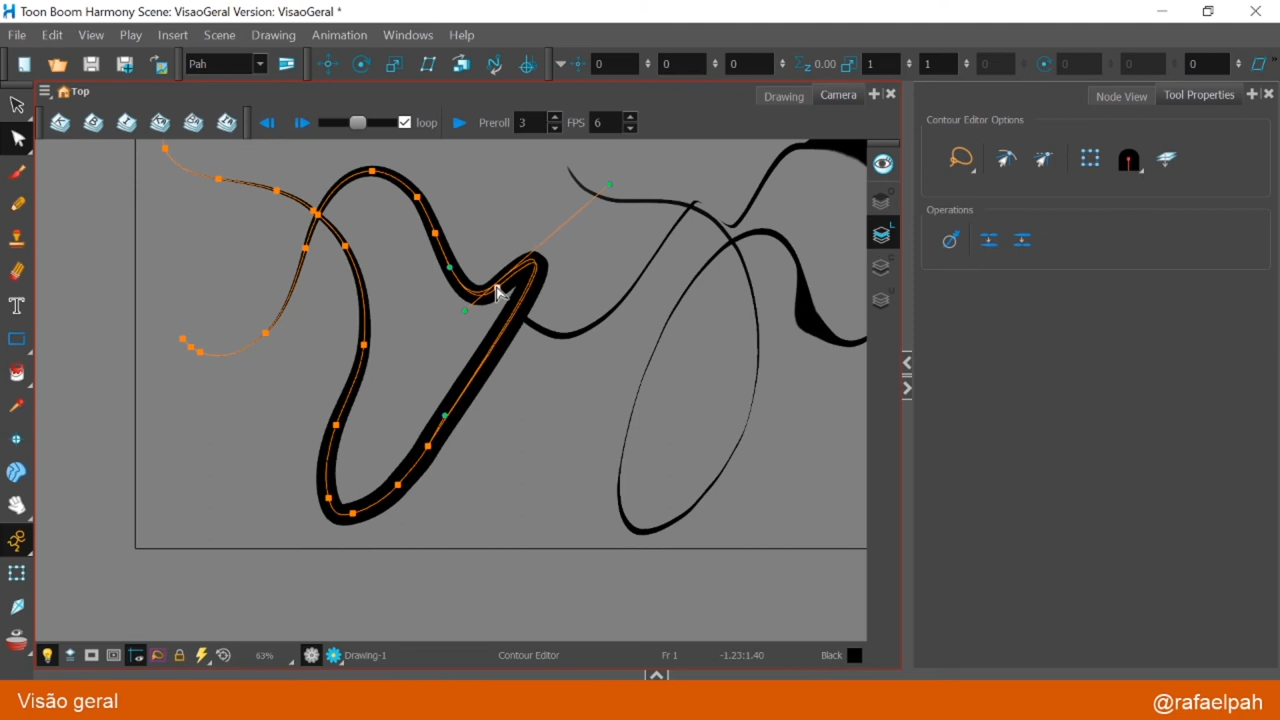 Toon Boom Harmony Scene: VisaoGeral Version: VisaoGeral *
File Edit View Play Insert Scene Drawing Animation Windows Help
Pah 0 0 0 0.00 1 1 0 0 0 0
Top Drawing Camera Node View Tool Properties
loop Preroll 3 FPS 6
Contour Editor Options
Operations
63% Drawing-1 Contour Editor Fr 1 -1.23:1.40 Black
Visão geral @rafaelpah